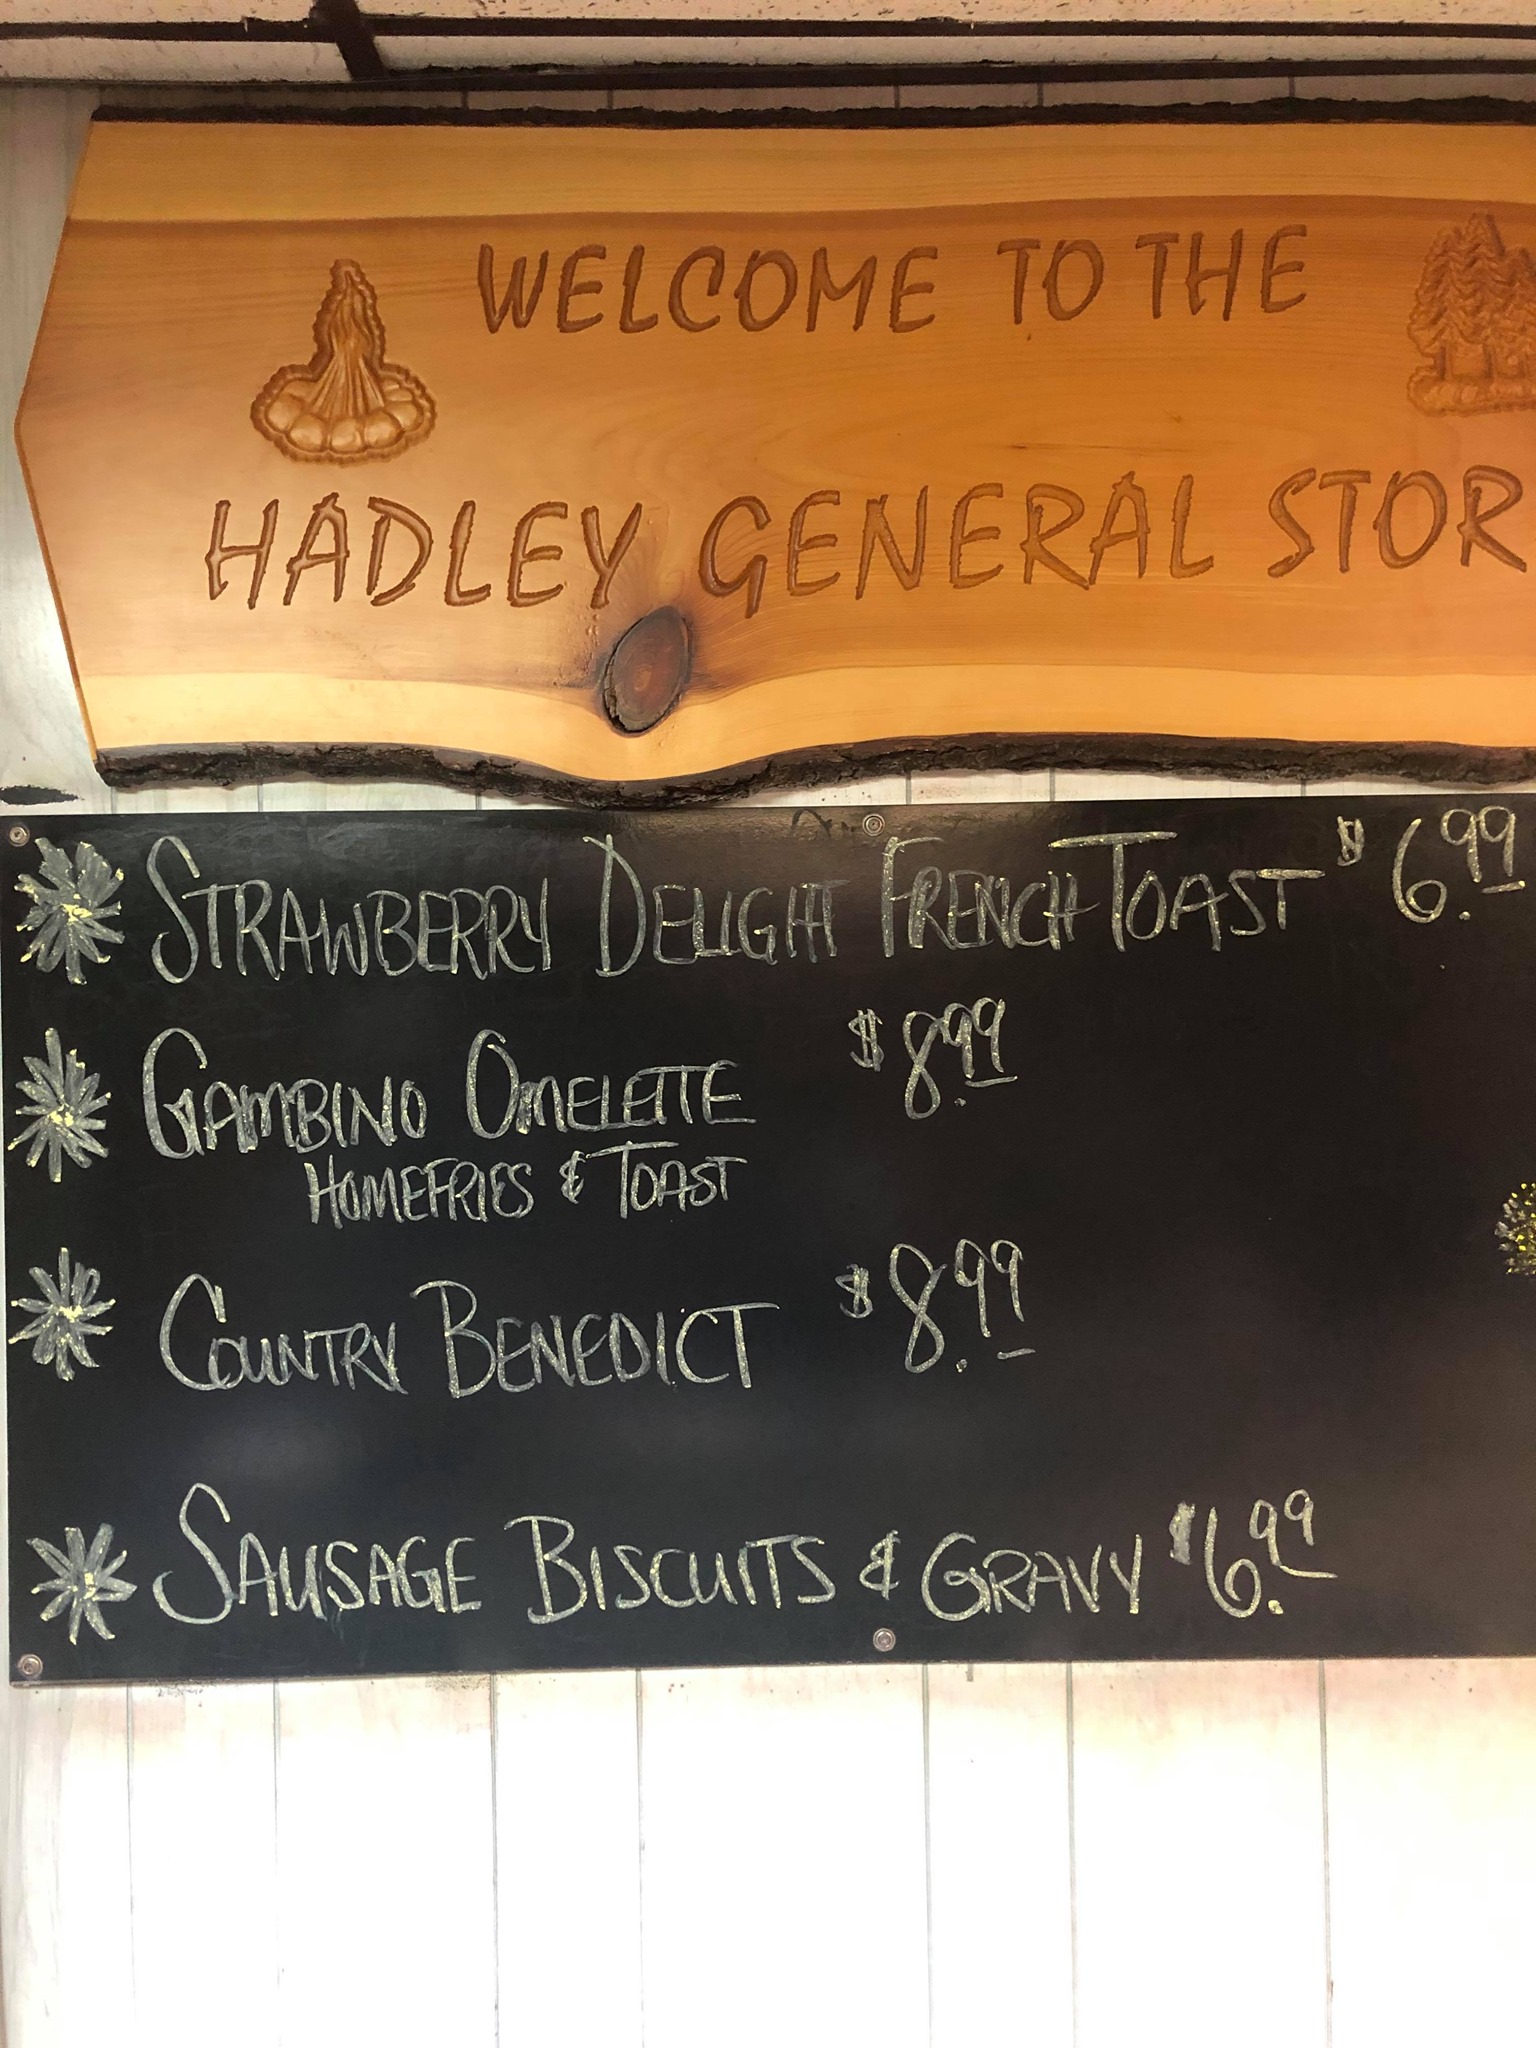 WELCOME TO THE
HADLEY GENERAL STOR
STRAWBERRY DELIGHT FRENCH TOAST $6.99
GAMBINO OMELETTE $8.99
HOMEFRIES & TOAST
COUNTRY BENEDICT $8.99
SAUSAGE BISCUITS & GRAVY $6.99